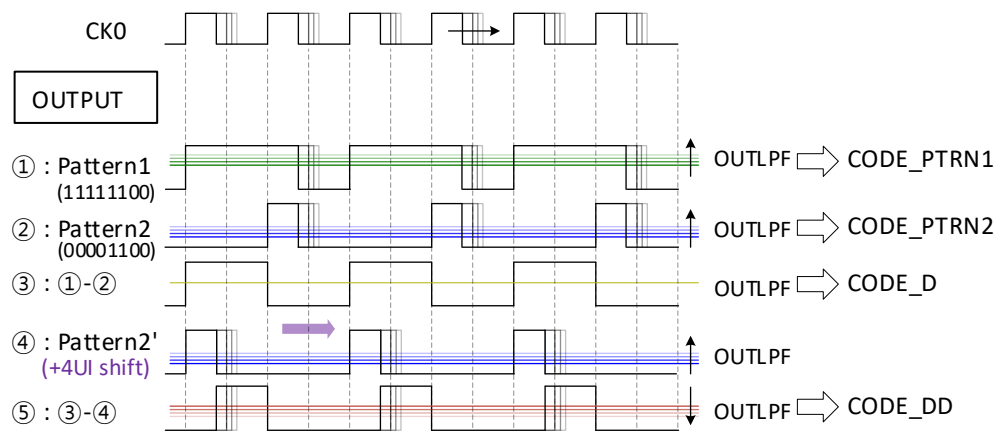 CK0
OUTPUT
① : Pattern1 OUTLPF CODE_PTRN1
(11111100)
② : Pattern2 OUTLPF CODE_PTRN2
(00001100)
③ : ①-② OUTLPF CODE_D
④ : Pattern2' OUTLPF
(+4UI shift)
⑤ : ③-④ OUTLPF CODE_DD